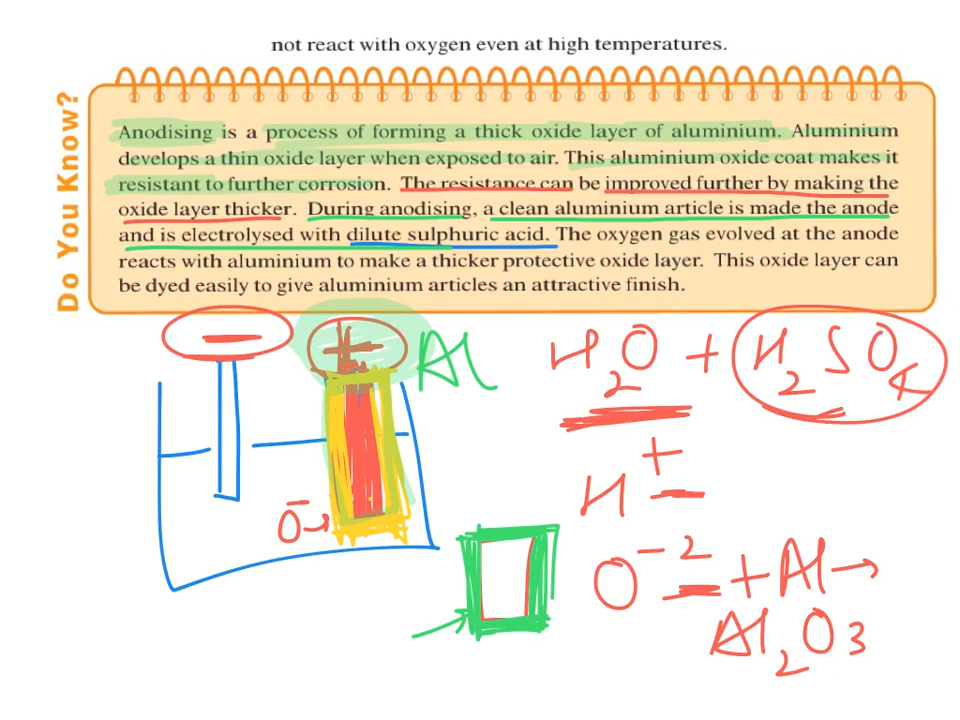 not react with oxygen even at high temperatures.
Do You Know?
Anodising is a process of forming a thick oxide layer of aluminium. Aluminium
develops a thin oxide layer when exposed to air. This aluminium oxide coat makes it
resistant to further corrosion. The resistance can be improved further by making the
oxide layer thicker. During anodising, a clean aluminium article is made the anode
and is electrolysed with dilute sulphuric acid. The oxygen gas evolved at the anode
reacts with aluminium to make a thicker protective oxide layer. This oxide layer can
be dyed easily to give aluminium articles an attractive finish.
− + Al H₂O + H₂SO₄
H⁺
O⁻ →
O⁻² + Al →
Al₂O₃